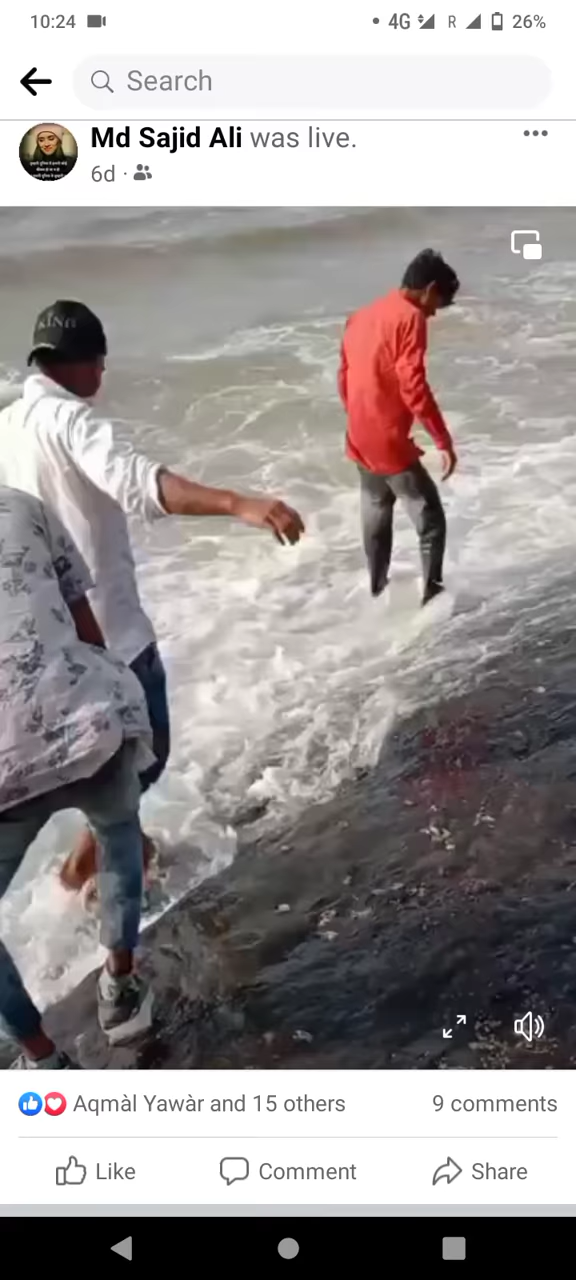 10:24 4G R 26%
Search
Md Sajid Ali was live.
6d
KING
Aqmàl Yawàr and 15 others 9 comments
Like Comment Share